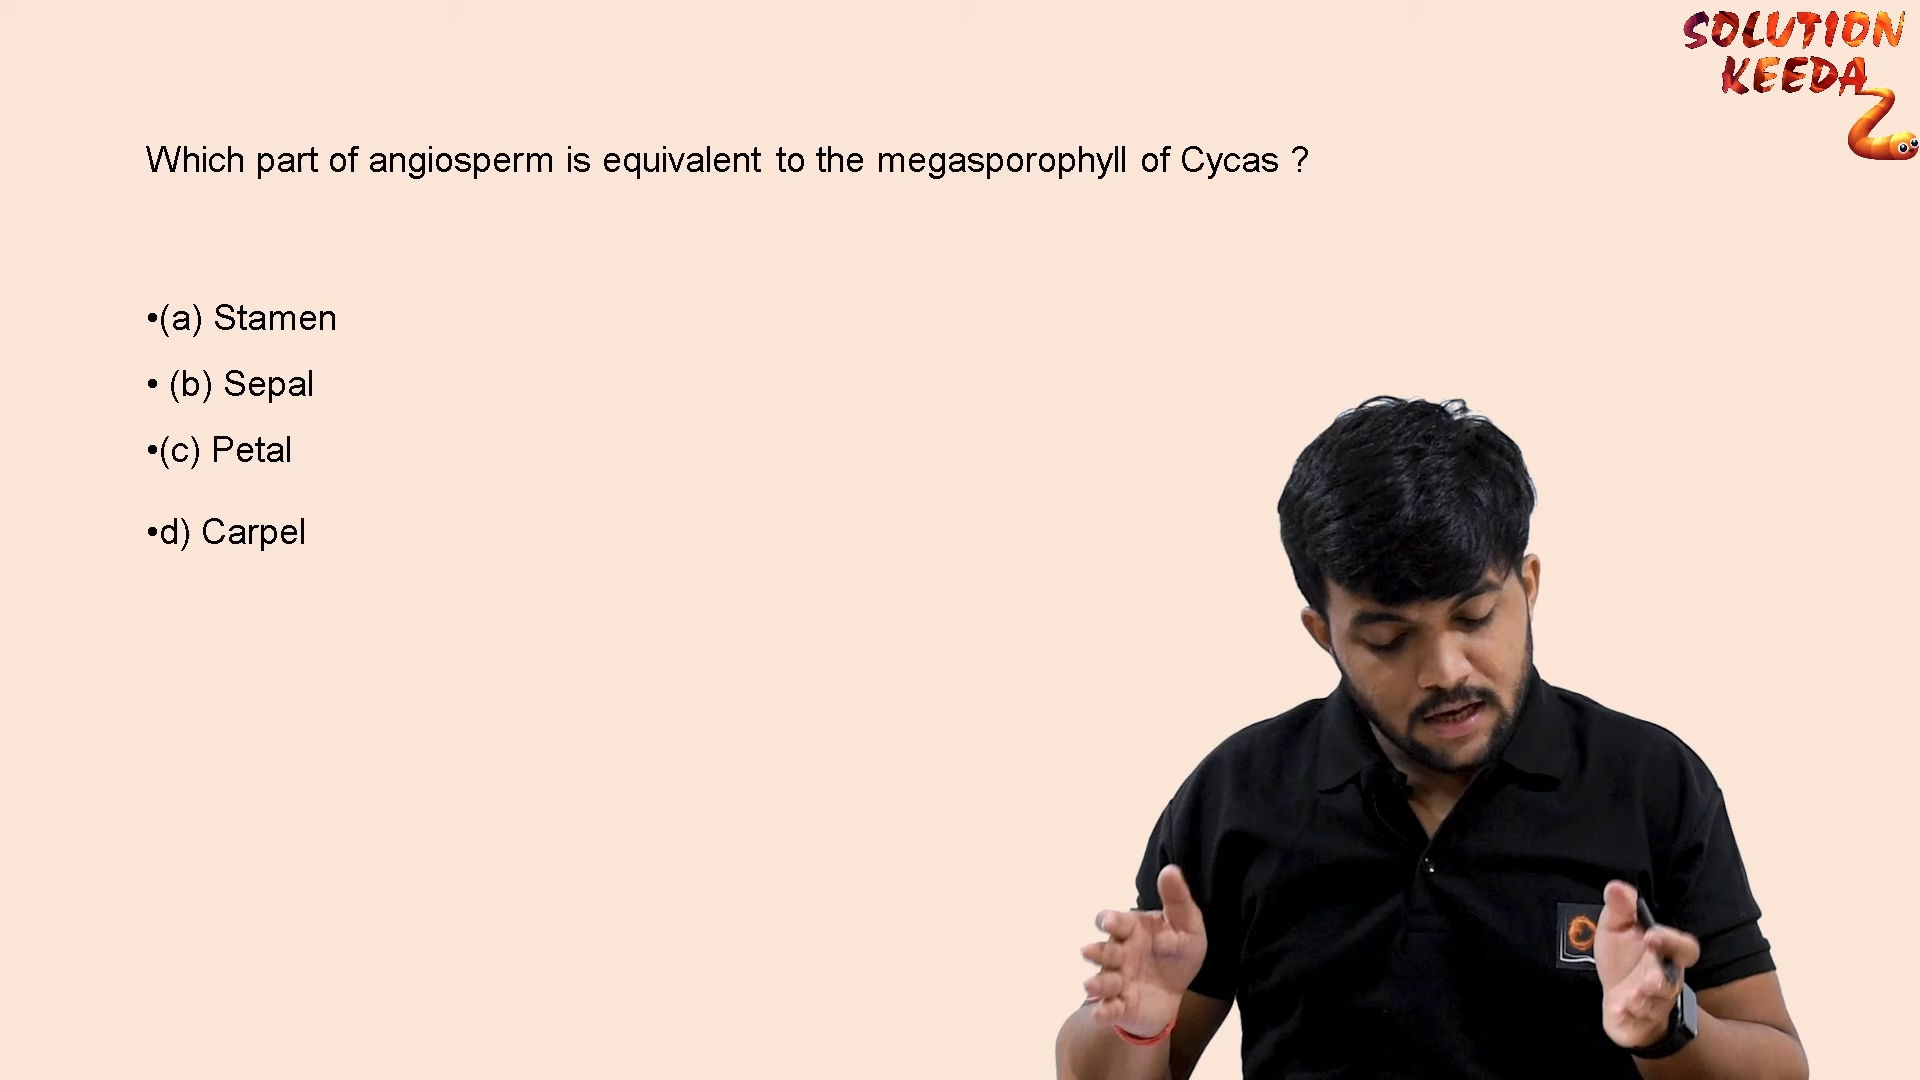 SOLUTION
KEEDA
Which part of angiosperm is equivalent to the megasporophyll of Cycas ?
•(a) Stamen
• (b) Sepal
•(c) Petal
•d) Carpel